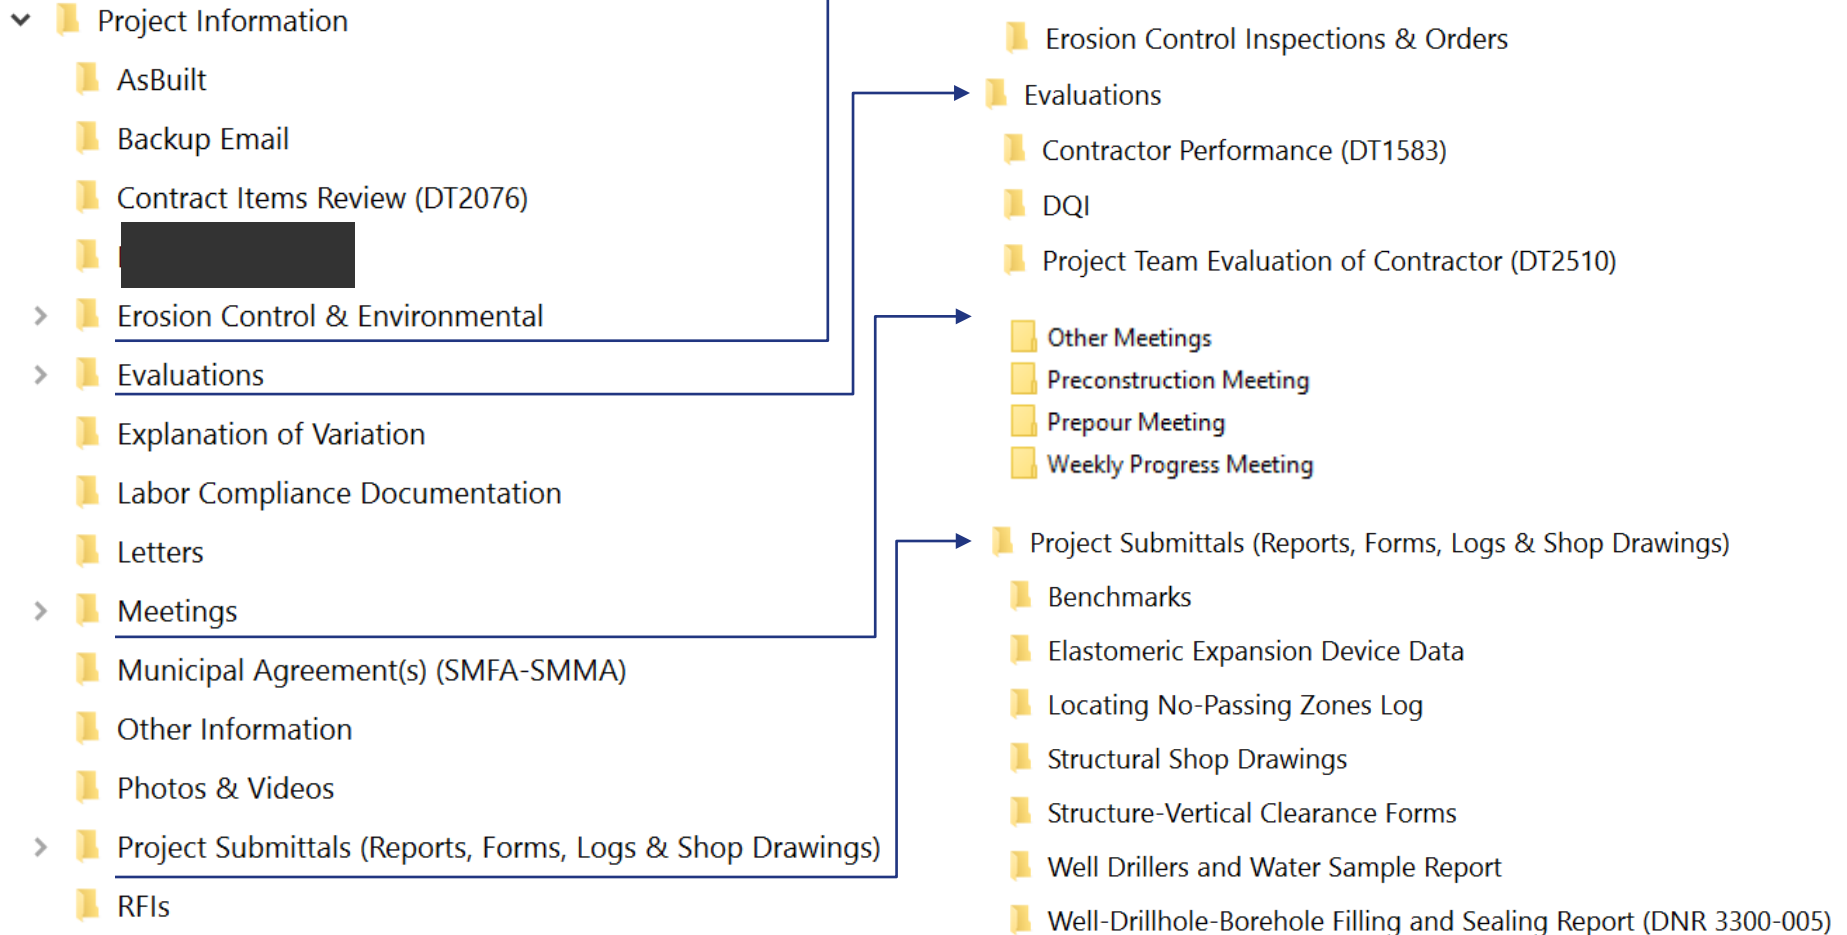 Project Information
AsBuilt
Backup Email
Contract Items Review (DT2076)
Erosion Control & Environmental
Evaluations
Explanation of Variation
Labor Compliance Documentation
Letters
Meetings
Municipal Agreement(s) (SMFA-SMMA)
Other Information
Photos & Videos
Project Submittals (Reports, Forms, Logs & Shop Drawings)
RFIs
Erosion Control Inspections & Orders
Evaluations
Contractor Performance (DT1583)
DQI
Project Team Evaluation of Contractor (DT2510)
Other Meetings
Preconstruction Meeting
Prepour Meeting
Weekly Progress Meeting
Project Submittals (Reports, Forms, Logs & Shop Drawings)
Benchmarks
Elastomeric Expansion Device Data
Locating No-Passing Zones Log
Structural Shop Drawings
Structure-Vertical Clearance Forms
Well Drillers and Water Sample Report
Well-Drillhole-Borehole Filling and Sealing Report (DNR 3300-005)